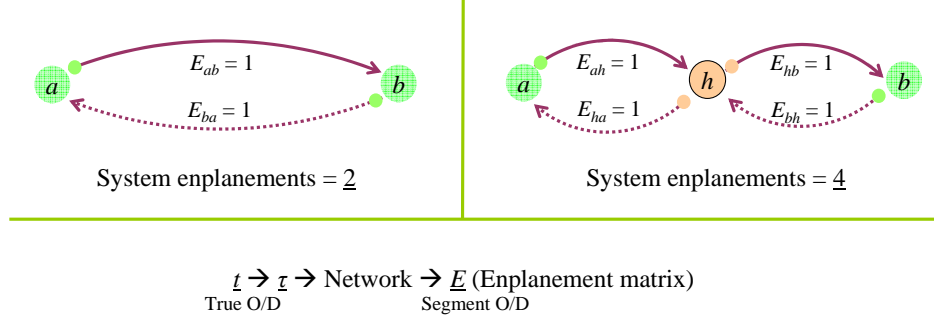 a
E_ab = 1
b
E_ba = 1
System enplanements = 2
a
E_ah = 1
h
E_hb = 1
b
E_ha = 1
E_bh = 1
System enplanements = 4
t → τ → Network → E (Enplanement matrix)
True O/D
Segment O/D